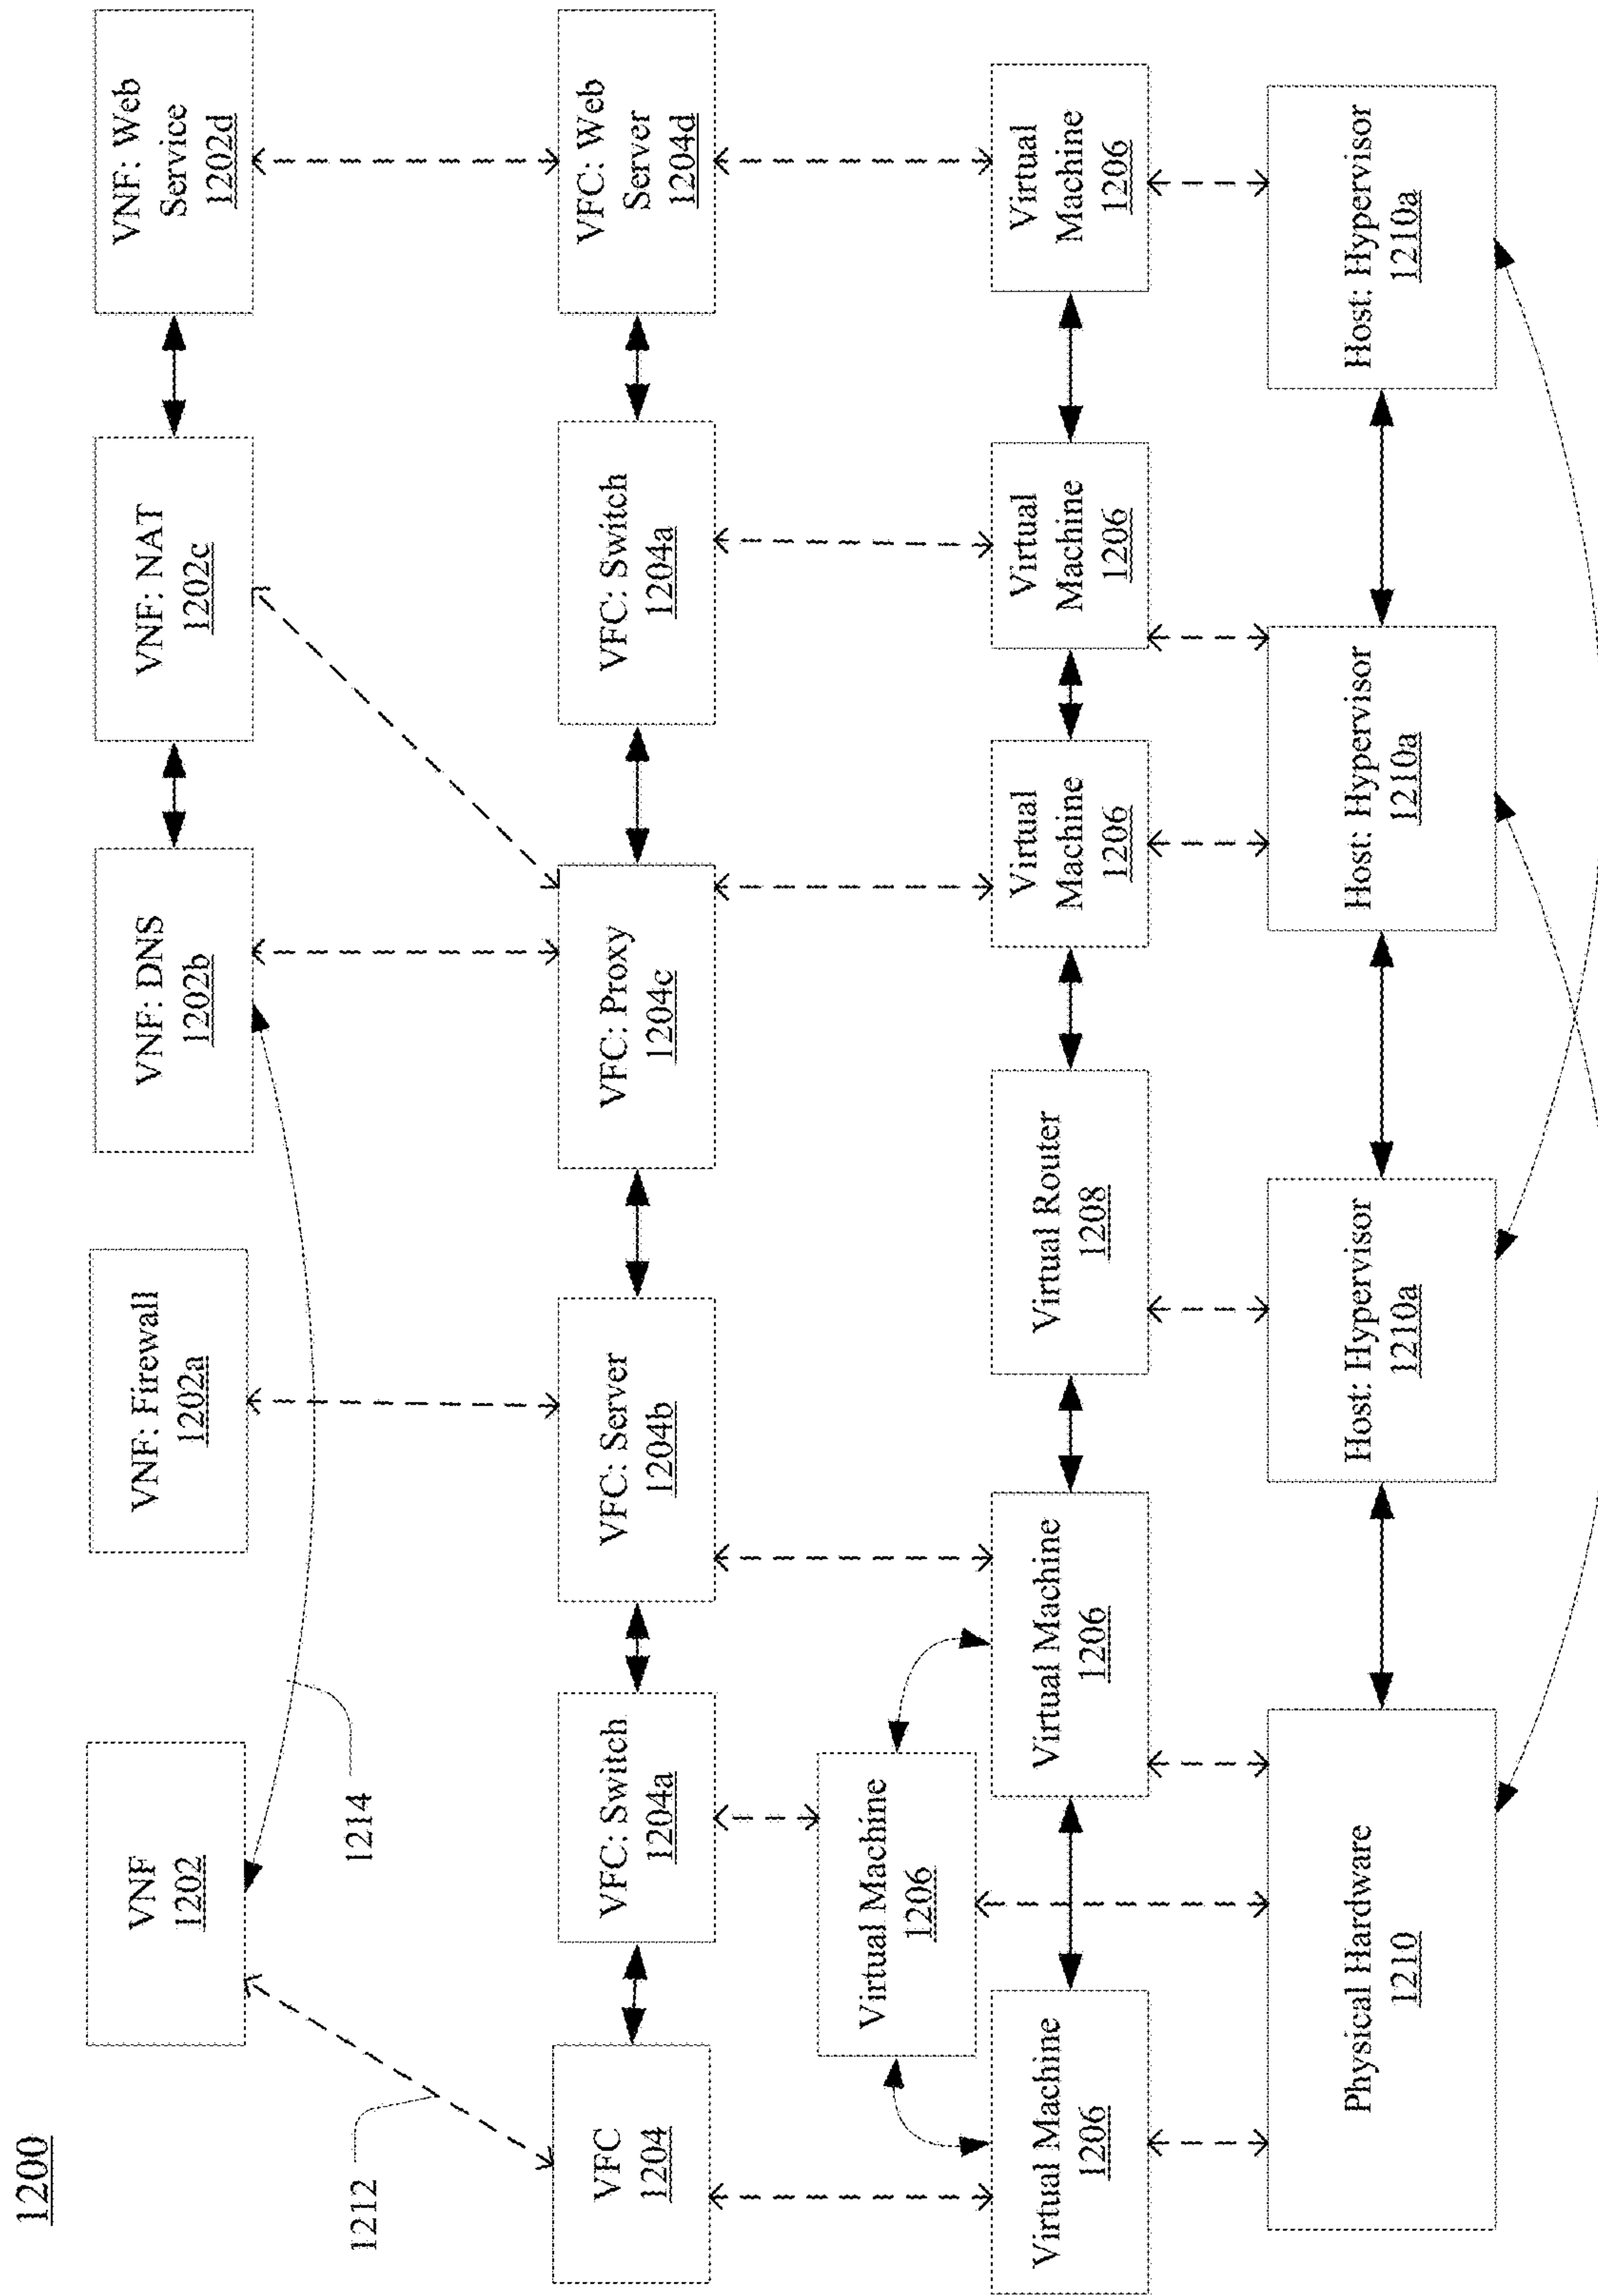 1200
VNF
1202
VNF: Firewall
1202a
VNF: DNS
1202b
VNF: NAT
1202c
VNF: Web
Service
1202d
1212
1214
VFC
1204
VFC: Switch
1204a
VFC: Server
1204b
VFC: Proxy
1204c
VFC: Switch
1204a
VFC: Web
Server
1204d
Virtual Machine
1206
Virtual Machine
1206
Virtual Machine
1206
Virtual Router
1208
Virtual
Machine
1206
Virtual
Machine
1206
Virtual
Machine
1206
Physical Hardware
1210
Host: Hypervisor
1210a
Host: Hypervisor
1210a
Host: Hypervisor
1210a